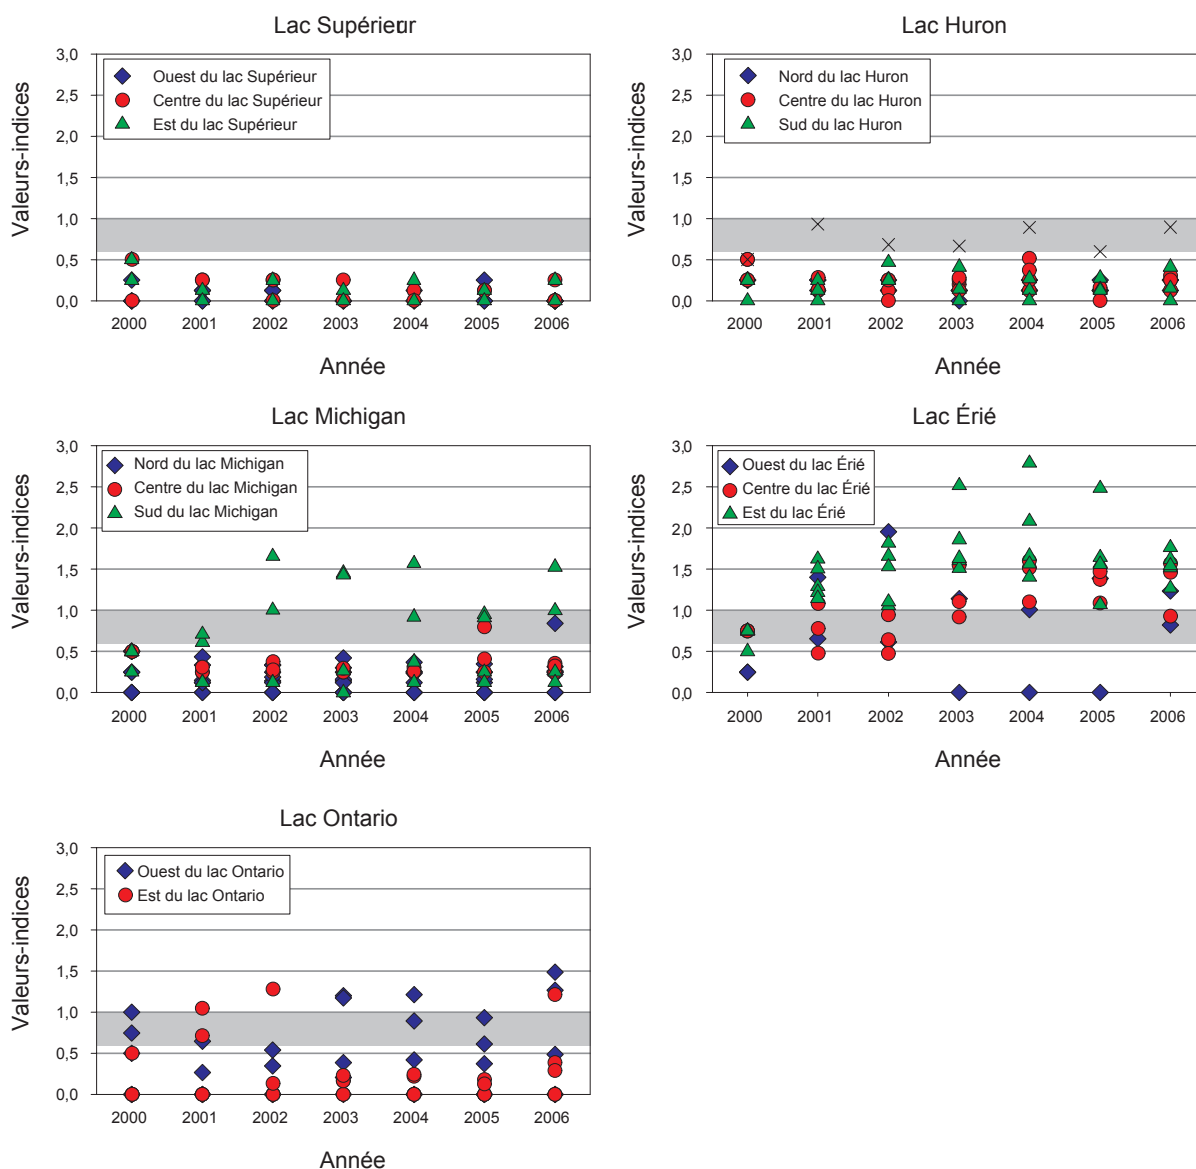 Lac Supérieur
Valeurs-indices
3,0
2,5
2,0
1,5
1,0
0,5
0,0
Ouest du lac Supérieur
Centre du lac Supérieur
Est du lac Supérieur
2000 2001 2002 2003 2004 2005 2006
Année
Lac Huron
Valeurs-indices
3,0
2,5
2,0
1,5
1,0
0,5
0,0
Nord du lac Huron
Centre du lac Huron
Sud du lac Huron
2000 2001 2002 2003 2004 2005 2006
Année
Lac Michigan
Valeurs-indices
3,0
2,5
2,0
1,5
1,0
0,5
0,0
Nord du lac Michigan
Centre du lac Michigan
Sud du lac Michigan
2000 2001 2002 2003 2004 2005 2006
Année
Lac Érié
Valeurs-indices
3,0
2,5
2,0
1,5
1,0
0,5
0,0
Ouest du lac Érié
Centre du lac Érié
Est du lac Érié
2000 2001 2002 2003 2004 2005 2006
Année
Lac Ontario
Valeurs-indices
3,0
2,5
2,0
1,5
1,0
0,5
0,0
Ouest du lac Ontario
Est du lac Ontario
2000 2001 2002 2003 2004 2005 2006
Année